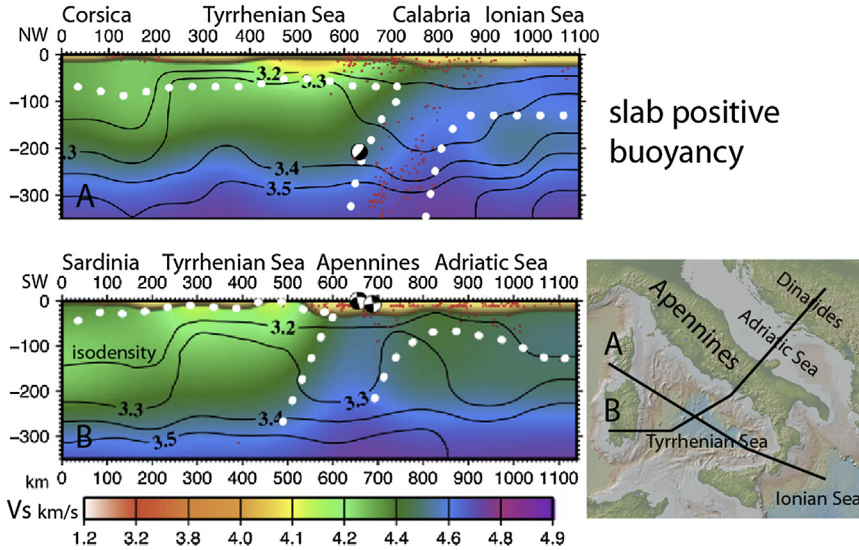 Corsica Tyrrhenian Sea Calabria Ionian Sea
NW 0 100 200 300 400 500 600 700 800 900 1000 1100
0
-100
-200
-300
3.2
3.3
.3
3.4
3.5
A
slab positive
buoyancy
Sardinia Tyrrhenian Sea Apennines Adriatic Sea
SW 0 100 200 300 400 500 600 700 800 900 1000 1100
0
-100
-200
-300
3.2
isodensity
3.3
3.3
3.4
3.5
B
km 0 100 200 300 400 500 600 700 800 900 1000 1100
Vs km/s
1.2 3.2 3.8 4.0 4.1 4.2 4.4 4.6 4.8 4.9
Apennines
Dinalides
Adriatic Sea
A
B
Tyrrhenian Sea
Ionian Sea